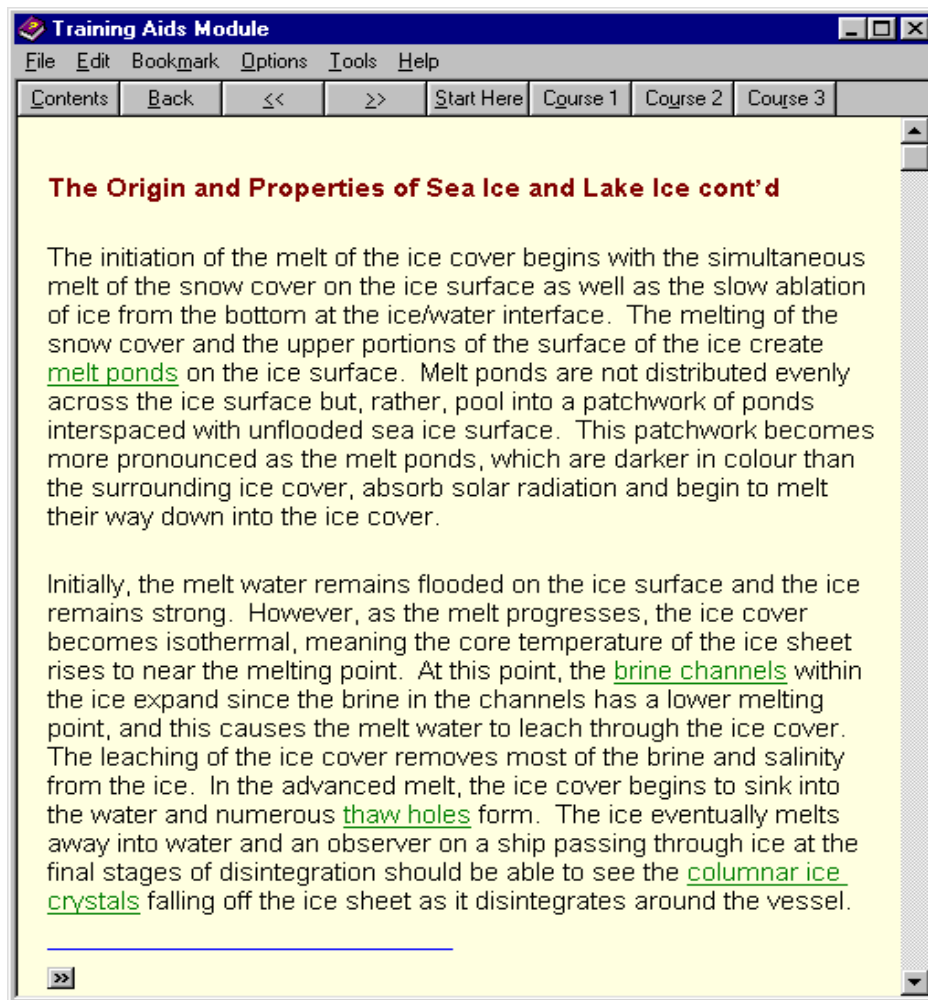 Training Aids Module
File Edit Bookmark Options Tools Help
Contents Back << >> Start Here Course 1 Course 2 Course 3
The Origin and Properties of Sea Ice and Lake Ice cont'd
The initiation of the melt of the ice cover begins with the simultaneous
melt of the snow cover on the ice surface as well as the slow ablation
of ice from the bottom at the ice/water interface.  The melting of the
snow cover and the upper portions of the surface of the ice create
melt ponds on the ice surface.  Melt ponds are not distributed evenly
across the ice surface but, rather, pool into a patchwork of ponds
interspaced with unflooded sea ice surface.  This patchwork becomes
more pronounced as the melt ponds, which are darker in colour than
the surrounding ice cover, absorb solar radiation and begin to melt
their way down into the ice cover.
Initially, the melt water remains flooded on the ice surface and the ice
remains strong.  However, as the melt progresses, the ice cover
becomes isothermal, meaning the core temperature of the ice sheet
rises to near the melting point.  At this point, the brine channels within
the ice expand since the brine in the channels has a lower melting
point, and this causes the melt water to leach through the ice cover.
The leaching of the ice cover removes most of the brine and salinity
from the ice.  In the advanced melt, the ice cover begins to sink into
the water and numerous thaw holes form.  The ice eventually melts
away into water and an observer on a ship passing through ice at the
final stages of disintegration should be able to see the columnar ice
crystals falling off the ice sheet as it disintegrates around the vessel.
>>